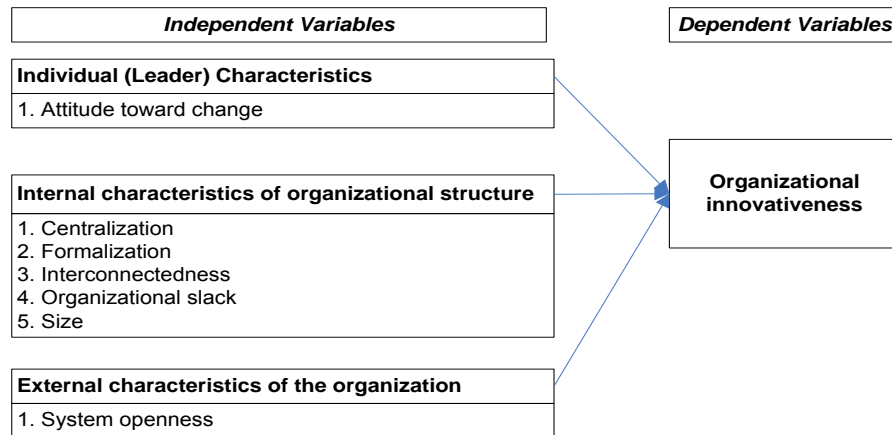 Independent Variables
Dependent Variables
Individual (Leader) Characteristics
1. Attitude toward change
Internal characteristics of organizational structure
1. Centralization
2. Formalization
3. Interconnectedness
4. Organizational slack
5. Size
External characteristics of the organization
1. System openness
Organizational
innovativeness